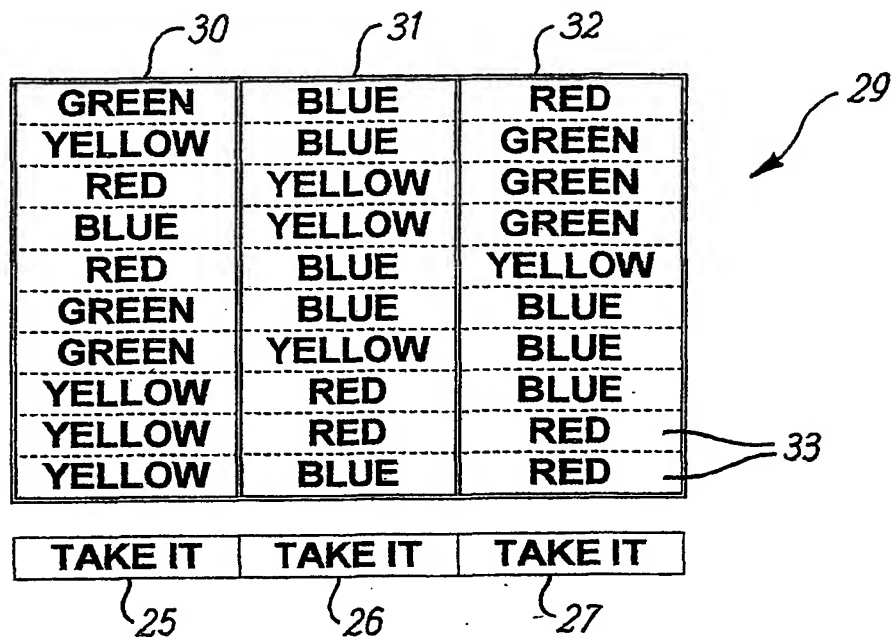 30 31 32
29
GREEN BLUE RED
YELLOW BLUE GREEN
RED YELLOW GREEN
BLUE YELLOW GREEN
RED BLUE YELLOW
GREEN BLUE BLUE
GREEN YELLOW BLUE
YELLOW RED BLUE
YELLOW RED RED
33
YELLOW BLUE RED
TAKE IT TAKE IT TAKE IT
25 26 27